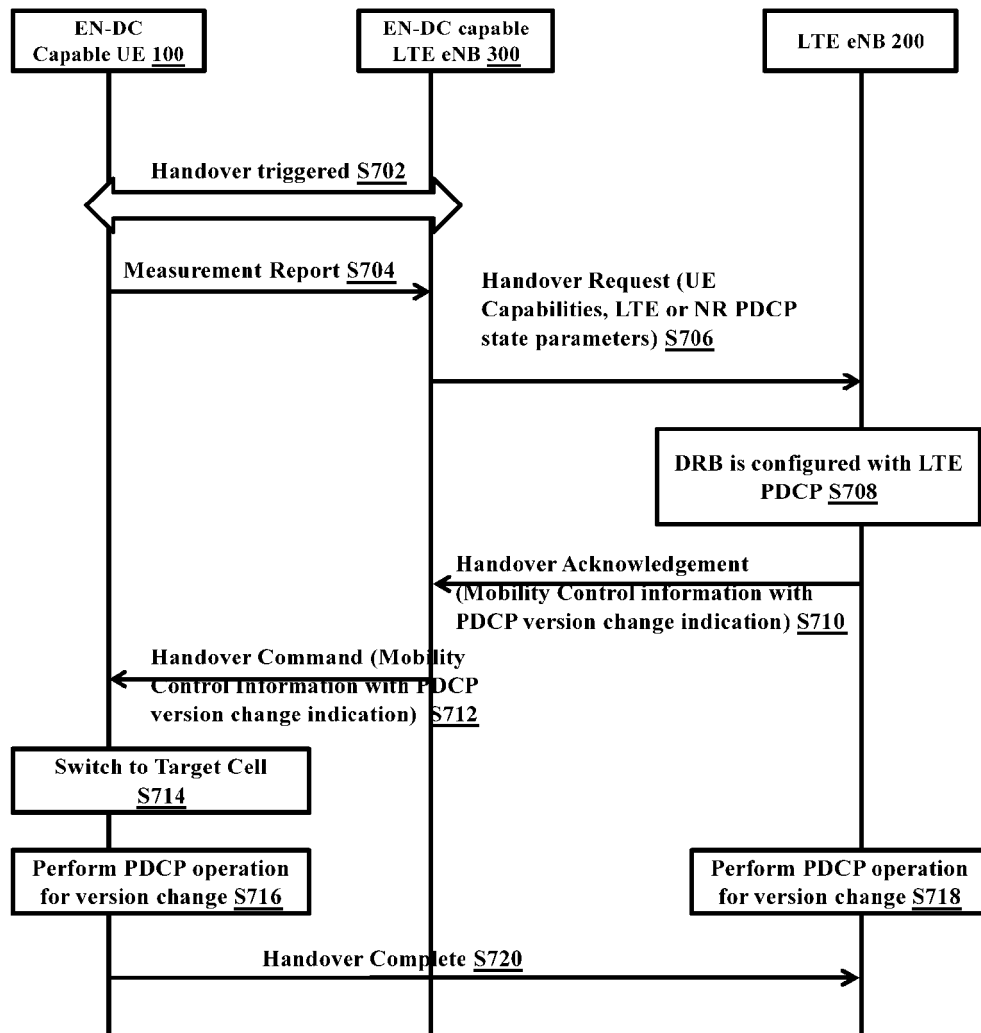 EN-DC
Capable UE 100
EN-DC capable
LTE eNB 300
LTE eNB 200
Handover triggered S702
Measurement Report S704
Handover Request (UE
Capabilities, LTE or NR PDCP
state parameters) S706
DRB is configured with LTE
PDCP S708
Handover Acknowledgement
(Mobility Control information with
PDCP version change indication) S710
Handover Command (Mobility
Control Information with PDCP
version change indication) S712
Switch to Target Cell
S714
Perform PDCP operation
for version change S716
Perform PDCP operation
for version change S718
Handover Complete S720